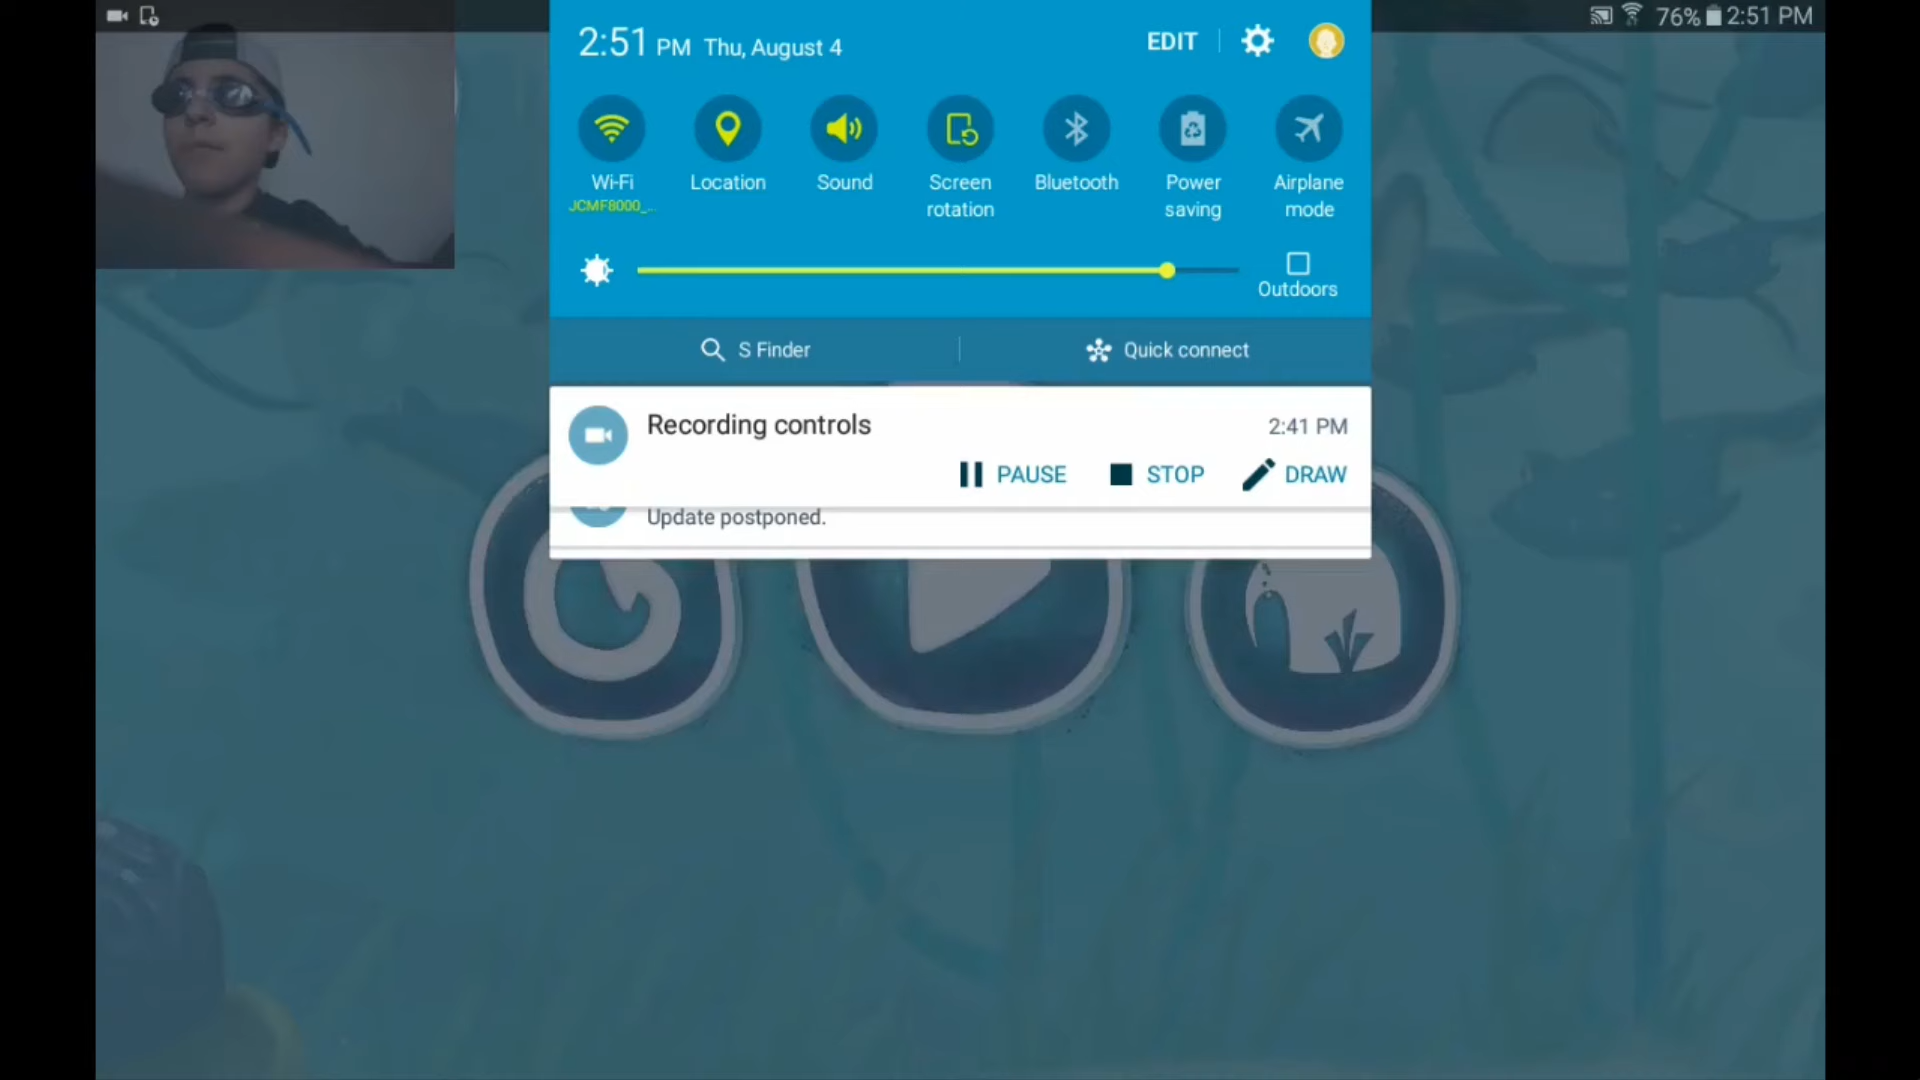 76% 2:51 PM
2:51 PM Thu, August 4
EDIT
Wi-Fi
JCMF8000_...
Location
Sound
Screen rotation
Bluetooth
Power saving
Airplane mode
Outdoors
S Finder
Quick connect
Recording controls
2:41 PM
PAUSE
STOP
DRAW
Update postponed.